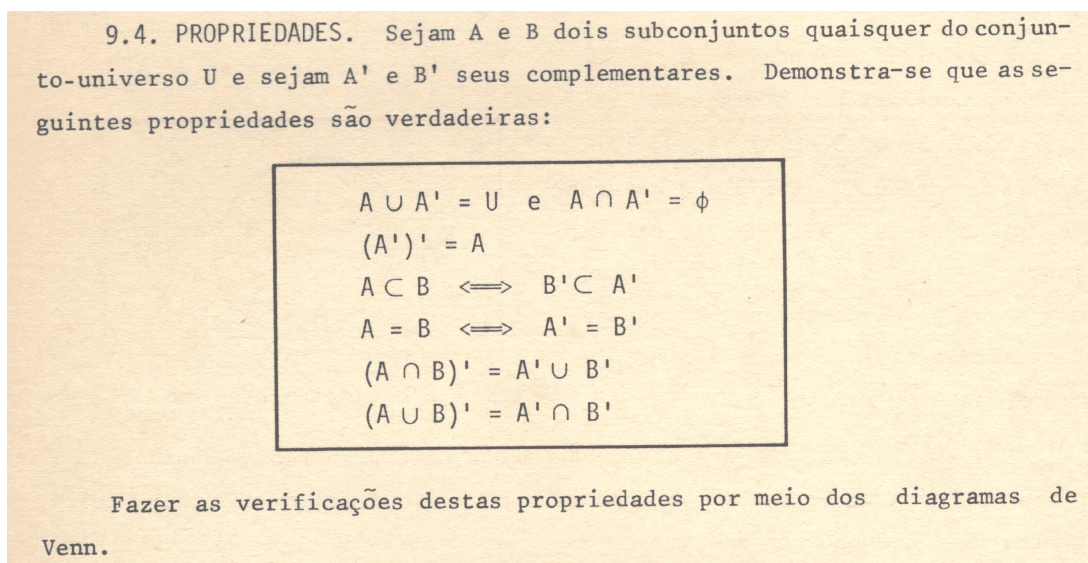 9.4. PROPRIEDADES. Sejam A e B dois subconjuntos quaisquer do conjun-
to-universo U e sejam A' e B' seus complementares. Demonstra-se que as se-
guintes propriedades são verdadeiras:
A ∪ A' = U e A ∩ A' = ϕ
(A')' = A
A ⊂ B <=> B' ⊂ A'
A = B <=> A' = B'
(A ∩ B)' = A' ∪ B'
(A ∪ B)' = A' ∩ B'
Fazer as verificações destas propriedades por meio dos diagramas de
Venn.